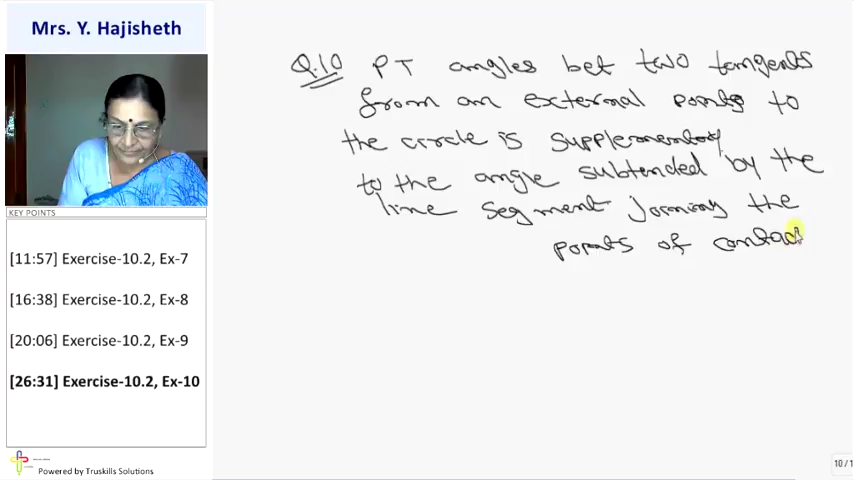 Mrs. Y. Hajisheth
KEY POINTS
[11:57] Exercise-10.2, Ex-7
[16:38] Exercise-10.2, Ex-8
[20:06] Exercise-10.2, Ex-9
[26:31] Exercise-10.2, Ex-10
Powered by Truskills Solutions
Q.10 PT angles bet two tangents
from an external point to
the circle is supplementary
to the angle subtended by the
line segment joining the
points of contac
10 / 1